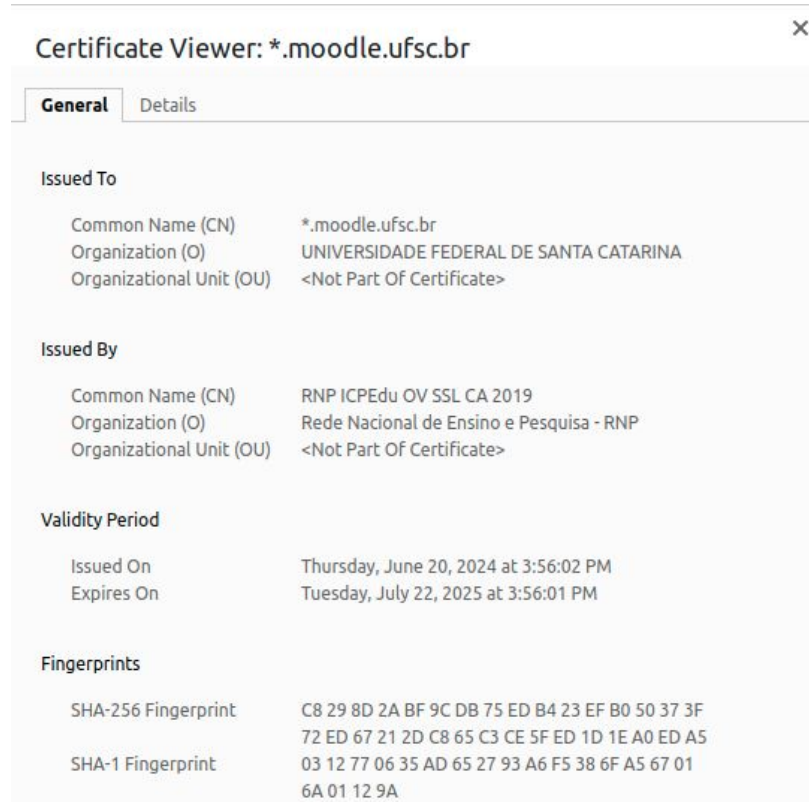 Certificate Viewer: *.moodle.ufsc.br
General Details
Issued To
Common Name (CN) *.moodle.ufsc.br
Organization (O) UNIVERSIDADE FEDERAL DE SANTA CATARINA
Organizational Unit (OU) <Not Part Of Certificate>
Issued By
Common Name (CN) RNP ICPEdu OV SSL CA 2019
Organization (O) Rede Nacional de Ensino e Pesquisa - RNP
Organizational Unit (OU) <Not Part Of Certificate>
Validity Period
Issued On Thursday, June 20, 2024 at 3:56:02 PM
Expires On Tuesday, July 22, 2025 at 3:56:01 PM
Fingerprints
SHA-256 Fingerprint C8 29 8D 2A BF 9C DB 75 ED B4 23 EF B0 50 37 3F
72 ED 67 21 2D C8 65 C3 CE 5F ED 1D 1E A0 ED A5
SHA-1 Fingerprint 03 12 77 06 35 AD 65 27 93 A6 F5 38 6F A5 67 01
6A 01 12 9A